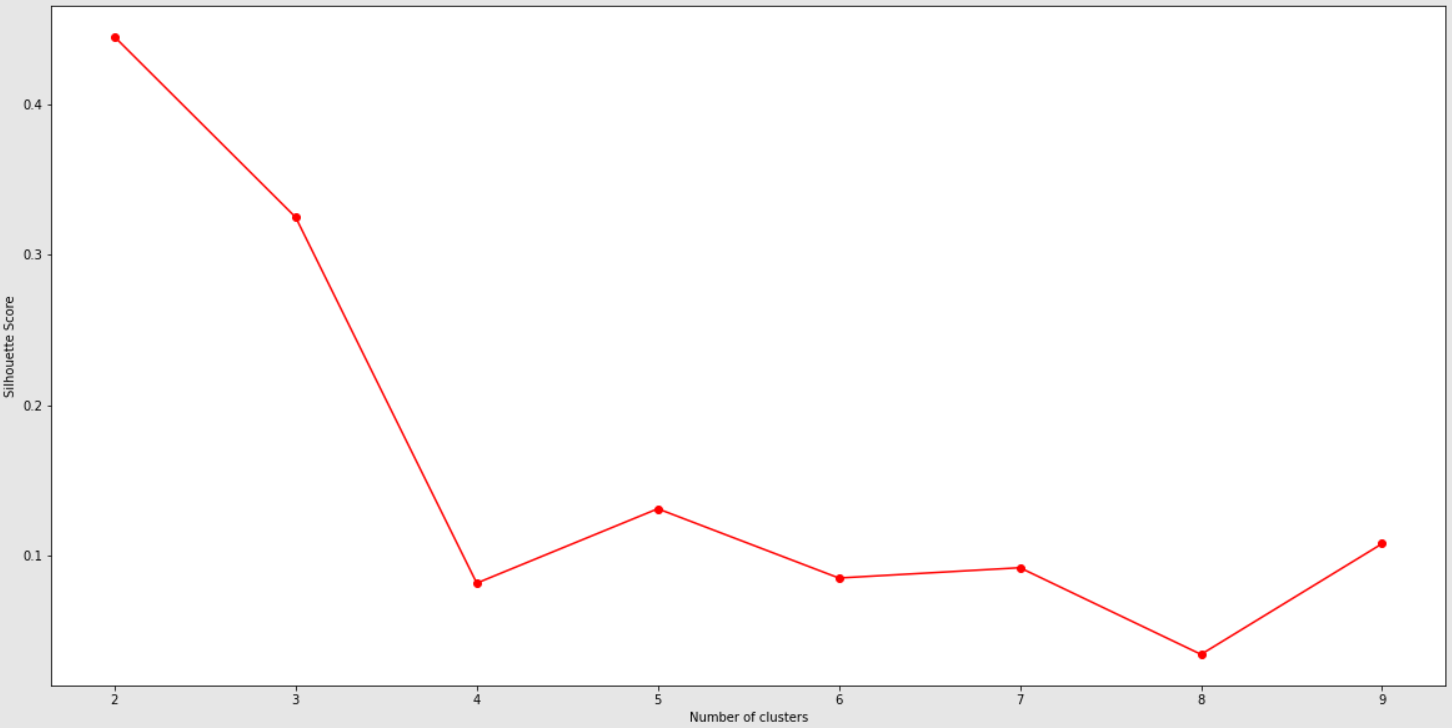 0.4
0.3
0.2
0.1
Silhouette Score
2 3 4 5 6 7 8 9
Number of clusters